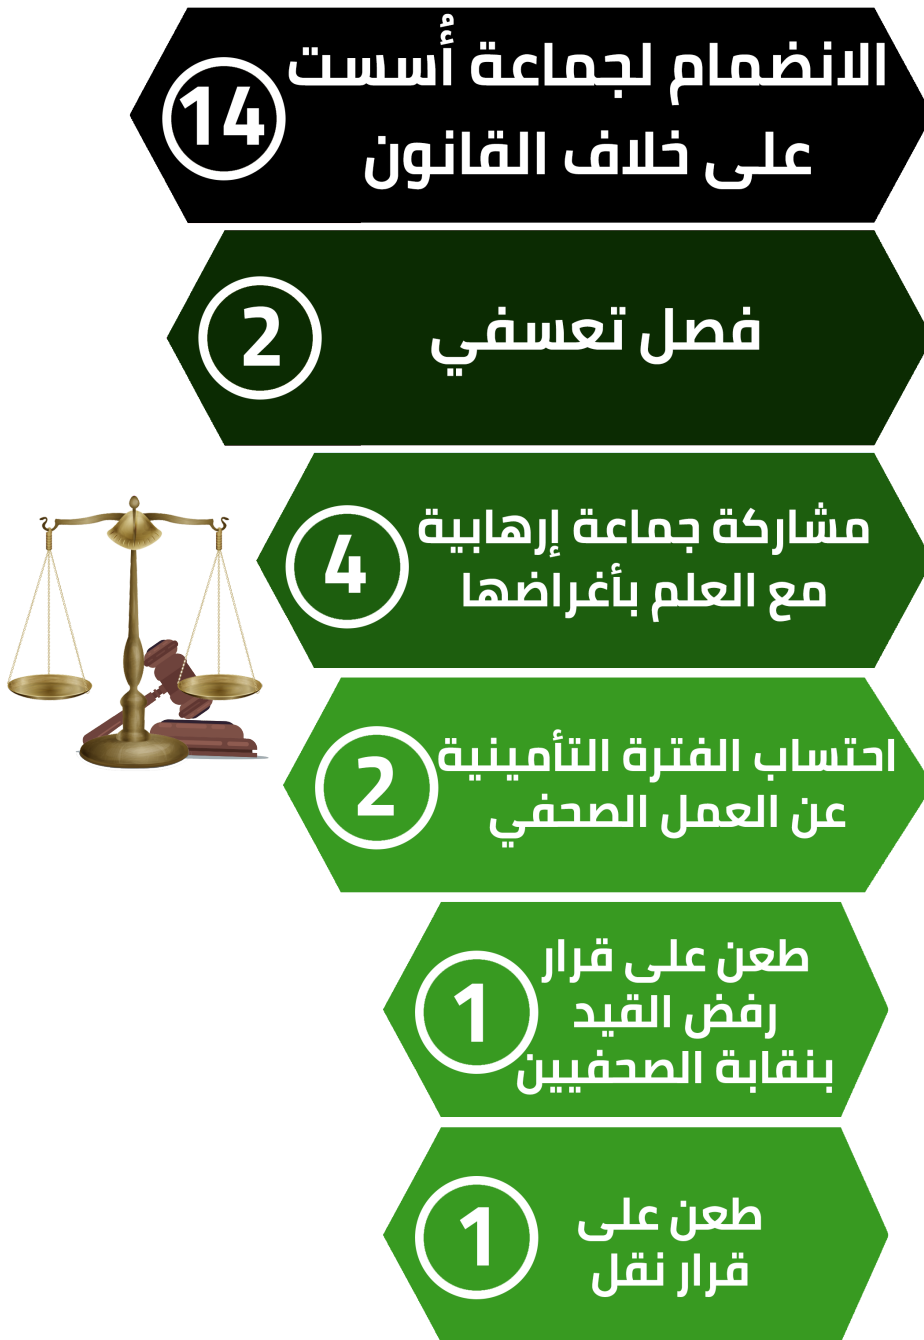 الانضمام لجماعة أُسست
على خلاف القانون
14
فصل تعسفي
2
مشاركة جماعة إرهابية
مع العلم بأغراضها
4
احتساب الفترة التأمينية
عن العمل الصحفي
2
طعن على قرار
رفض القيد
بنقابة الصحفيين
1
طعن على
قرار نقل
1